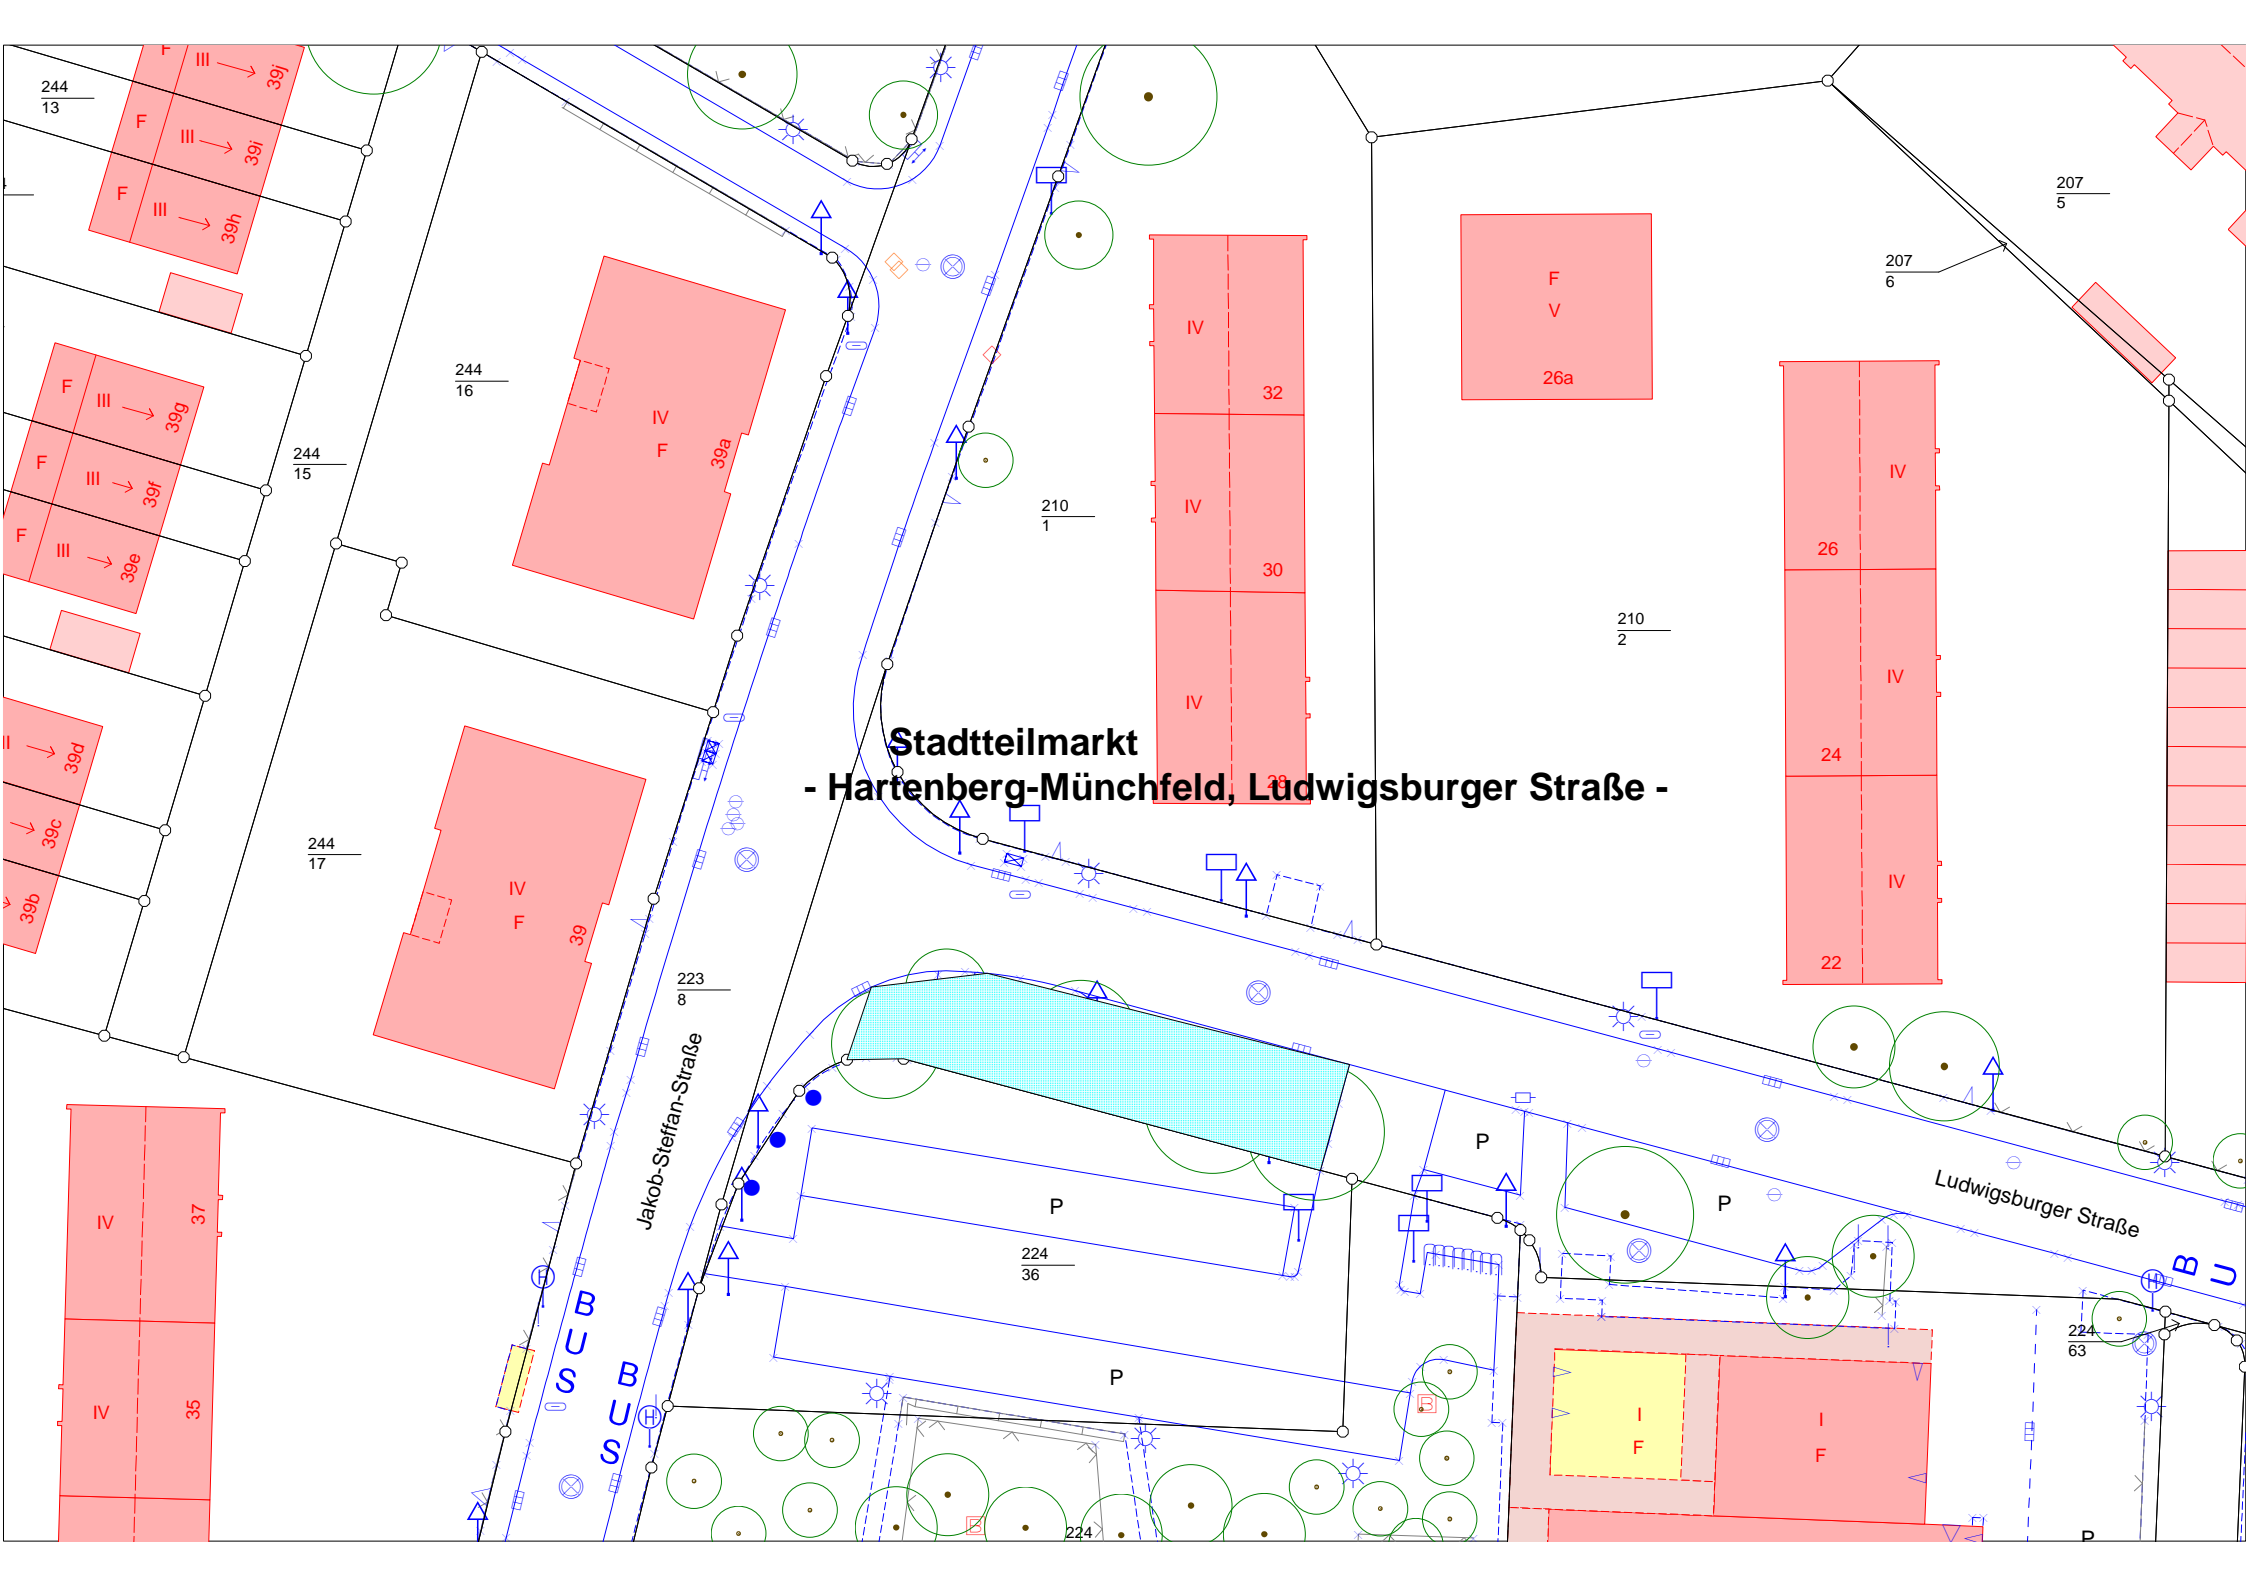 F
III
39j
244
13
F
III
39i
F
III
39h
207
5
207
6
F
V
26a
IV
32
244
16
IV
F
39a
F
III
39g
F
III
39f
244
15
F
III
39e
210
1
IV
30
IV
26
210
2
IV
24
IV
28
Stadtteilmarkt
- Hartenberg-Münchfeld, Ludwigsburger Straße -
39d
39c
39b
244
17
IV
F
39
IV
22
223
8
Jakob-Steffan-Straße
P
P
P
Ludwigsburger Straße
B
U
IV
37
224
36
H
H
B
U
S
B
U
S
H
P
224
63
IV
35
B
I
F
I
F
B
224
P